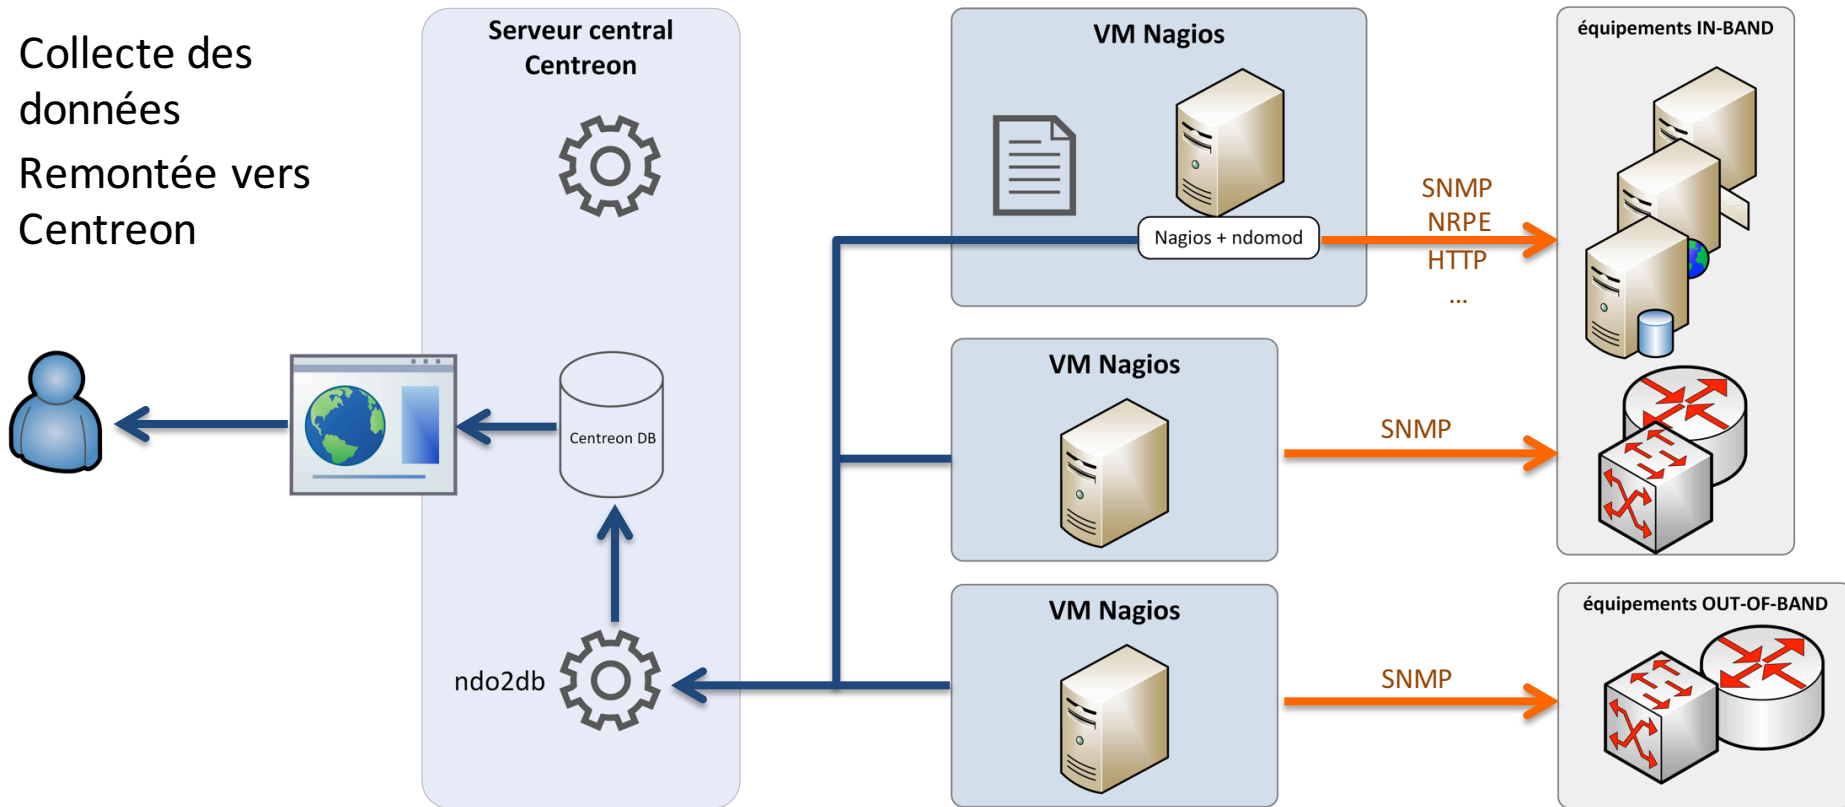 Collecte des
données
Remontée vers
Centreon
Serveur central
Centreon
Centreon DB
ndo2db
VM Nagios
Nagios + ndomod
SNMP
NRPE
HTTP
...
équipements IN-BAND
VM Nagios
SNMP
VM Nagios
SNMP
équipements OUT-OF-BAND